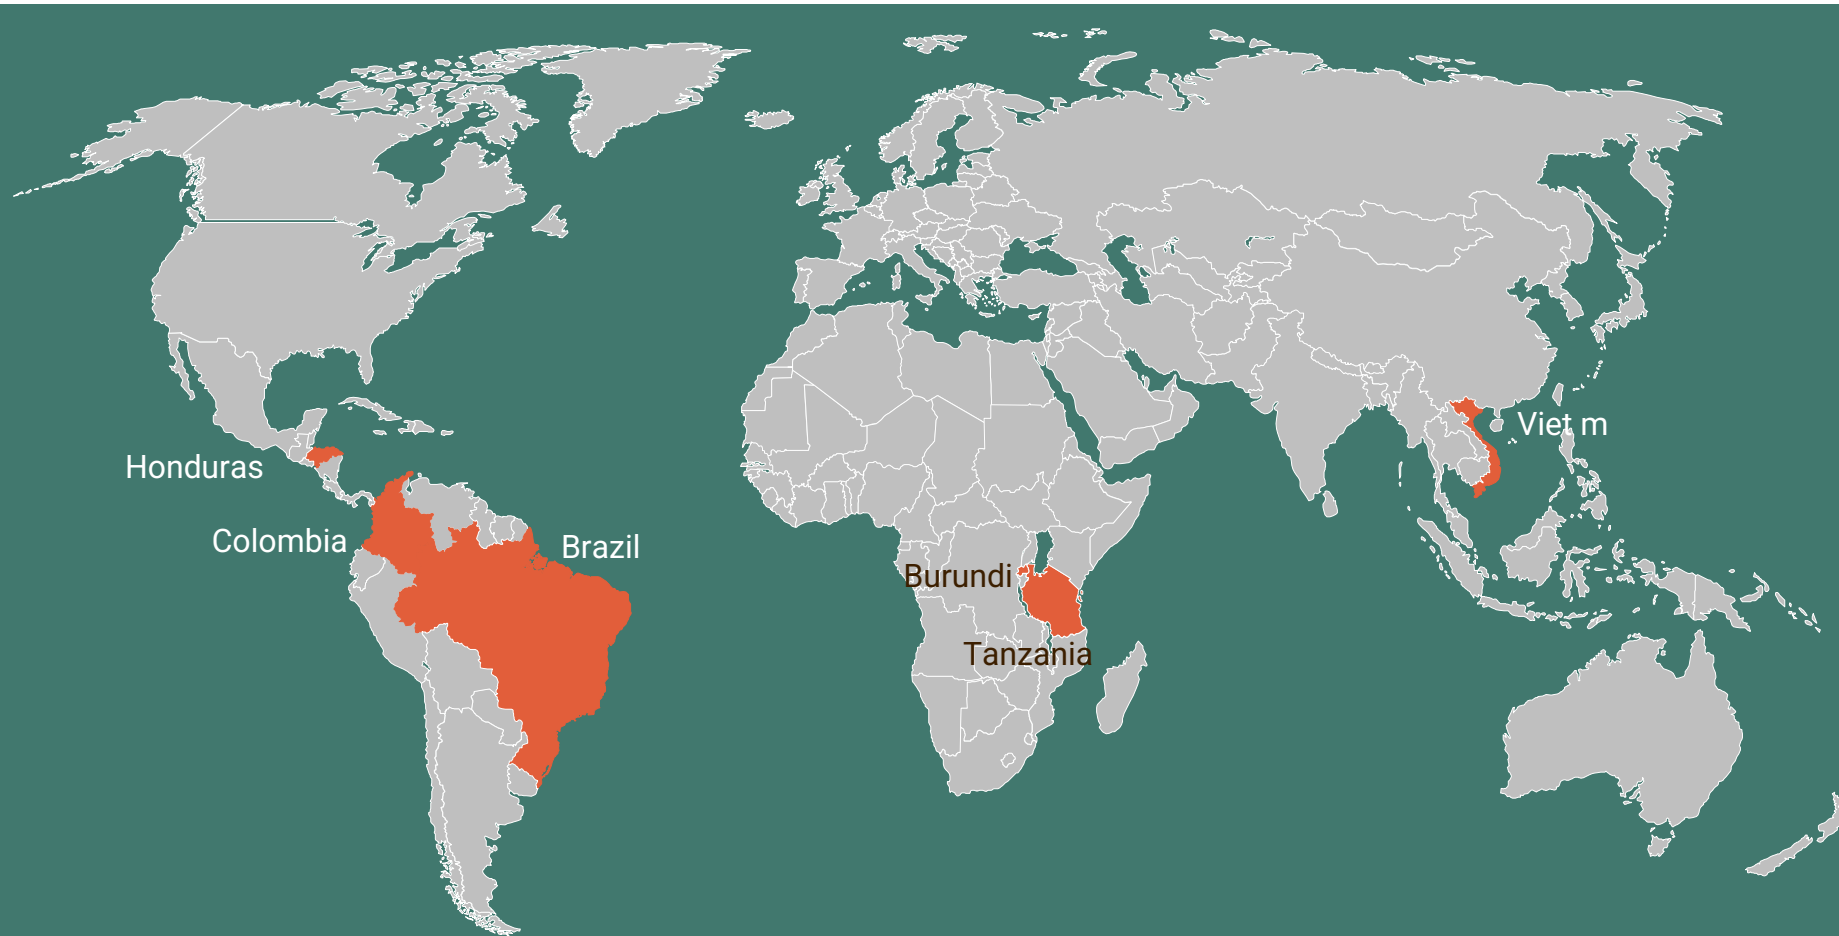 Viet m
Honduras
Colombia
Brazil
Burundi
Tanzania